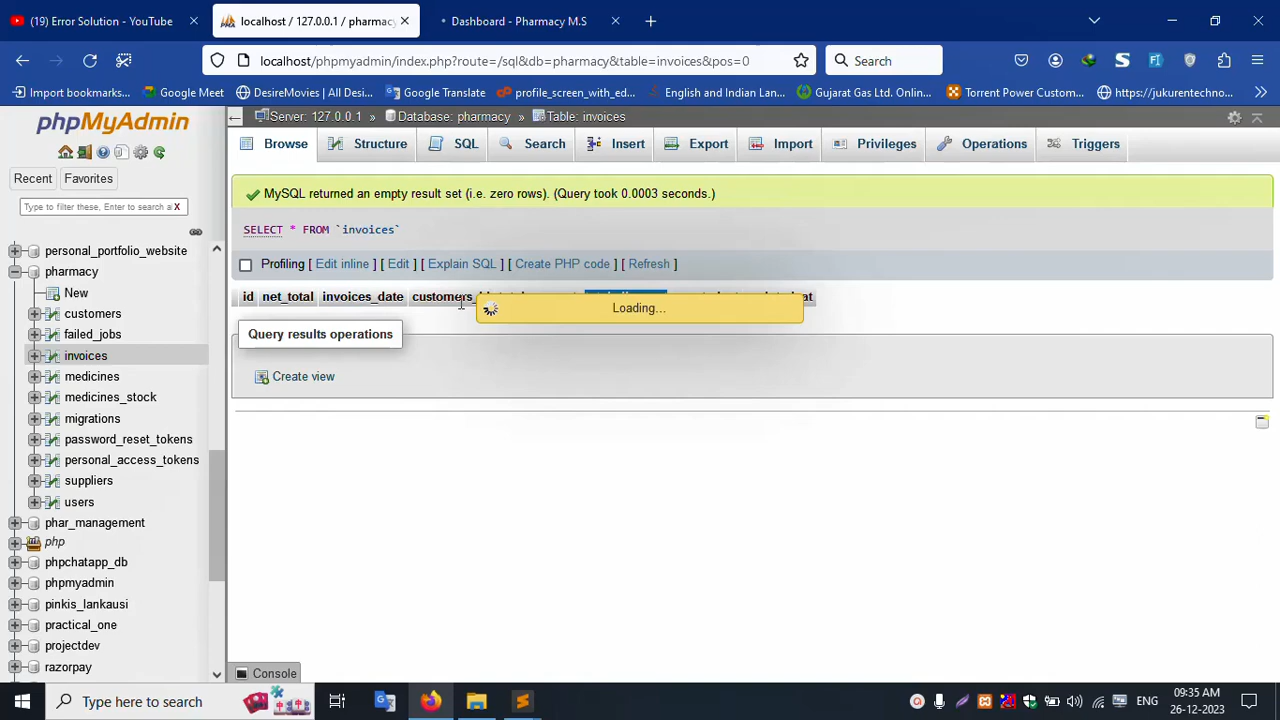 (19) Error Solution - YouTube
localhost / 127.0.0.1 / pharmacy
Dashboard - Pharmacy M.S
localhost/phpmyadmin/index.php?route=/sql&db=pharmacy&table=invoices&pos=0
Search
Import bookmarks...
Google Meet
DesireMovies | All Desi...
Google Translate
profile_screen_with_ed...
English and Indian Lan...
Gujarat Gas Ltd. Onlin...
Torrent Power Custom...
https://jukurentechno...
phpMyAdmin
Recent
Favorites
Type to filter these, Enter to search al
X
personal_portfolio_website
pharmacy
New
customers
failed_jobs
invoices
medicines
medicines_stock
migrations
password_reset_tokens
personal_access_tokens
suppliers
users
phar_management
php
phpchatapp_db
phpmyadmin
pinkis_lankausi
practical_one
projectdev
razorpay
Server: 127.0.0.1 » Database: pharmacy » Table: invoices
Browse
Structure
SQL
Search
Insert
Export
Import
Privileges
Operations
Triggers
MySQL returned an empty result set (i.e. zero rows). (Query took 0.0003 seconds.)
SELECT * FROM `invoices`
Profiling [ Edit inline ] [ Edit ] [ Explain SQL ] [ Create PHP code ] [ Refresh ]
id net_total invoices_date
Loading...
Query results operations
Create view
Console
Type here to search
ENG
09:35 AM
26-12-2023